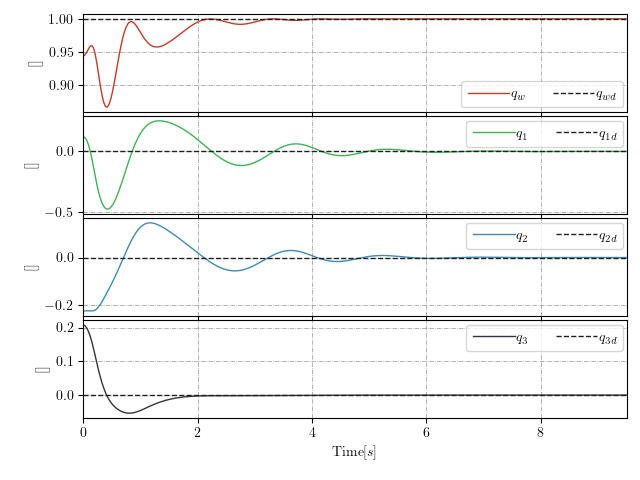 1.00
0.95
0.90
[]
q_w q_wd
0.0
−0.5
[]
q_1 q_1d
0.0
−0.2
[]
q_2 q_2d
0.2
0.1
0.0
[]
q_3 q_3d
0 2 4 6 8
Time[s]